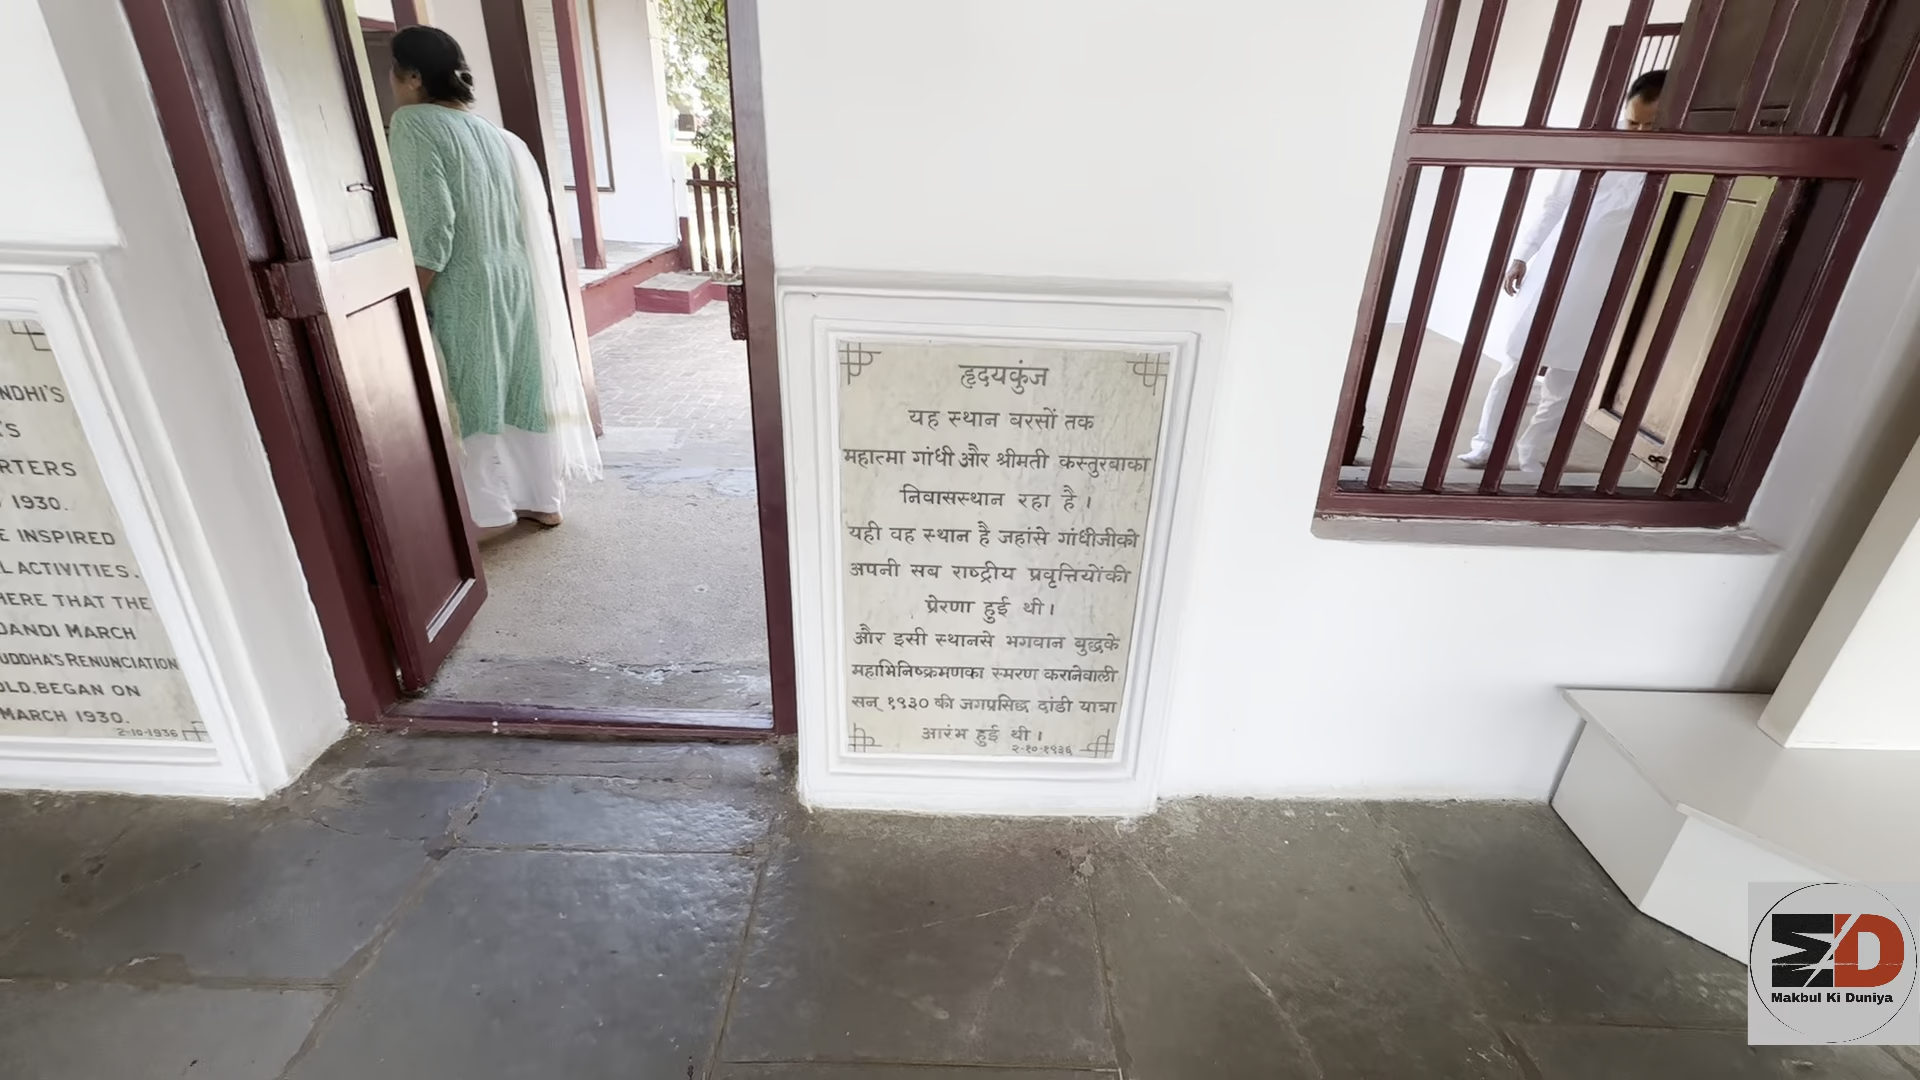 NDHI'S
'S
RTERS
1930.
E INSPIRED
L ACTIVITIES.
HERE THAT THE
DANDI MARCH
UDDHA'S RENUNCIATION
OLD, BEGAN ON
MARCH 1930.
2-10-1936
हृदयकुंज
यह स्थान बरसों तक
महात्मा गांधी और श्रीमती कस्तुरबाका
निवासस्थान रहा है।
यही वह स्थान है जहांसे गांधीजीको
अपनी सब राष्ट्रीय प्रवृत्तियोंकी
प्रेरणा हुई थी।
और इसी स्थानसे भगवान बुद्धके
महाभिनिष्क्रमणका स्मरण करानेवाली
सन् १९३० की जगप्रसिद्ध दांडी यात्रा
आरंभ हुई थी।
२-१०-१९३६
MD
Makbul Ki Duniya